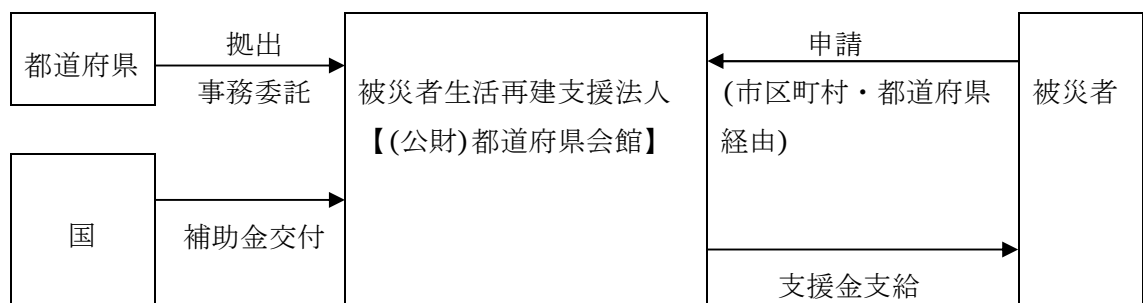 都道府県
拠出
事務委託
国
補助金交付
被災者生活再建支援法人
【(公財)都道府県会館】
申請
(市区町村・都道府県
経由)
支援金支給
被災者